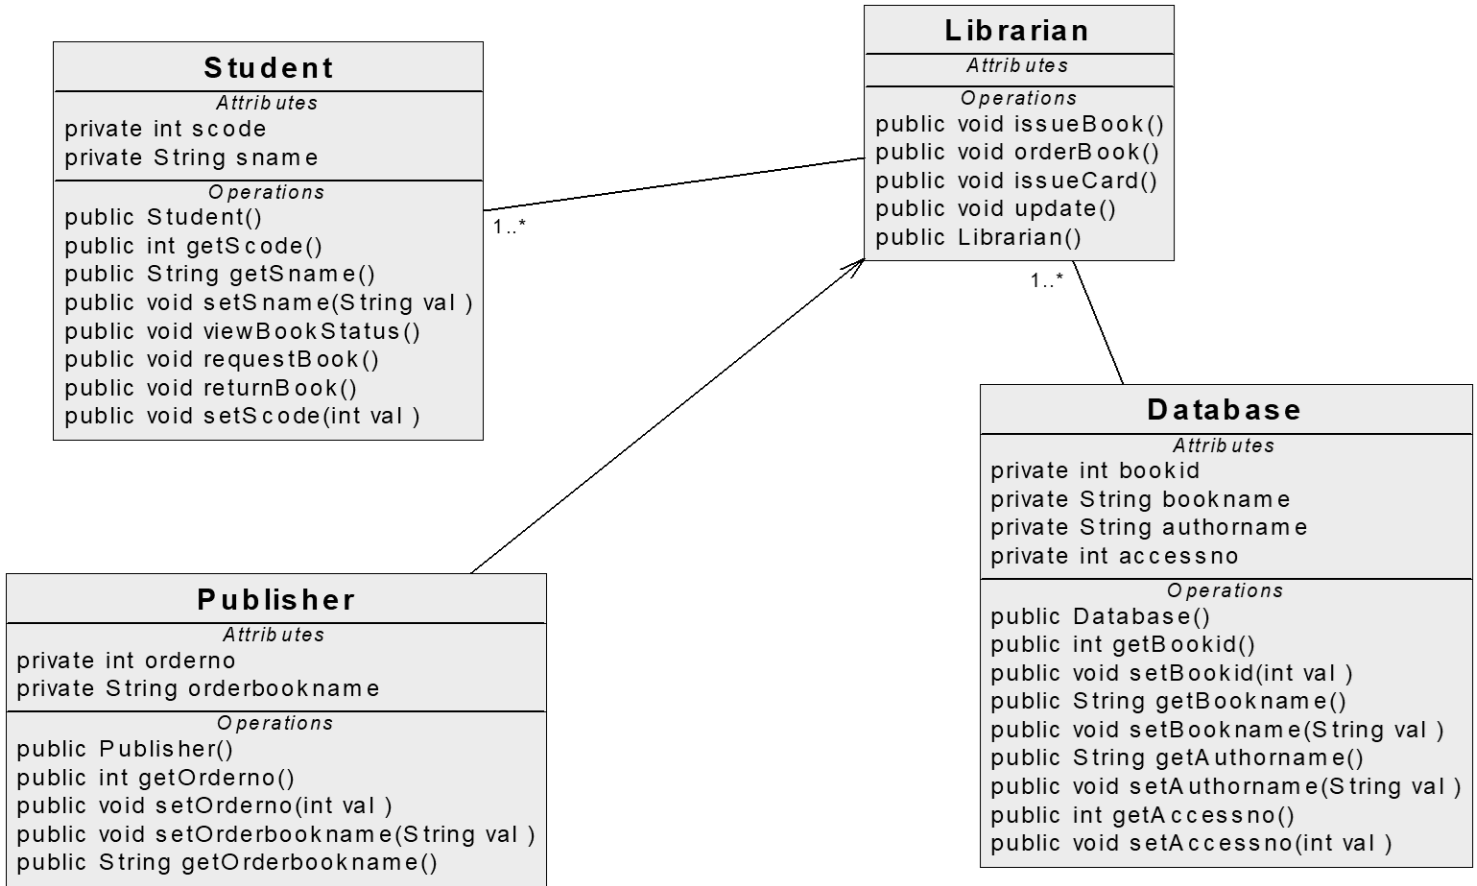 Student
Attributes
private int scode
private String sname
Operations
public Student()
public int getScode()
public String getSname()
public void setSname(String val )
public void viewBookStatus()
public void requestBook()
public void returnBook()
public void setScode(int val )
1..*
Librarian
Attributes
Operations
public void issueBook()
public void orderBook()
public void issueCard()
public void update()
public Librarian()
1..*
Publisher
Attributes
private int orderno
private String orderbookname
Operations
public Publisher()
public int getOrderno()
public void setOrderno(int val )
public void setOrderbookname(String val )
public String getOrderbookname()
Database
Attributes
private int bookid
private String bookname
private String authorname
private int accessno
Operations
public Database()
public int getBookid()
public void setBookid(int val )
public String getBookname()
public void setBookname(String val )
public String getAuthorname()
public void setAuthorname(String val )
public int getAccessno()
public void setAccessno(int val )